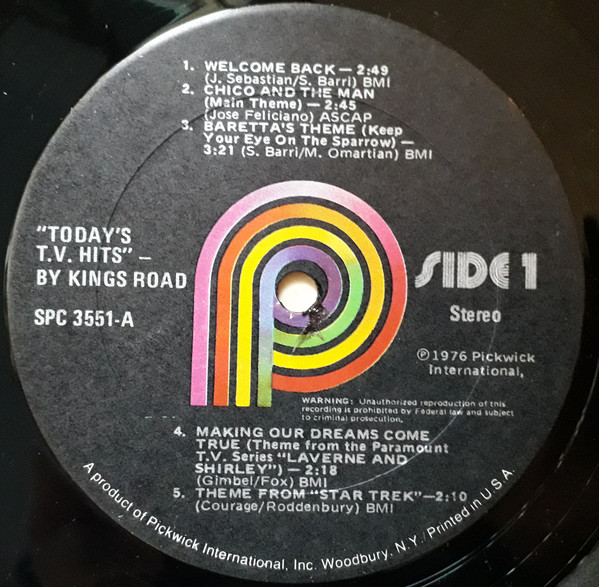 1. WELCOME BACK — 2:49
(J. Sebastian/S. Barri) BMI
2. CHICO AND THE MAN
(Main Theme) — 2:45
(Jose Feliciano) ASCAP
3. BARETTA'S THEME (Keep
Your Eye On The Sparrow) —
3:21 (S. Barri/M. Omartian) BMI
"TODAY'S
T.V. HITS" —
BY KINGS ROAD
SPC 3551-A
SIDE 1
Stereo
℗ 1976 Pickwick
International,
WARNING: Unauthorized reproduction of this
recording is prohibited by Federal law and subject
to criminal prosecution.
4. MAKING OUR DREAMS COME
TRUE (Theme from the Paramount
T.V. Series "LAVERNE AND
SHIRLEY") — 2:18
(Gimbel/Fox) BMI
5. THEME FROM "STAR TREK"—2:10
(Courage/Roddenbury) BMI
A product of Pickwick International, Inc. Woodbury, N.Y. Printed in U.S.A.